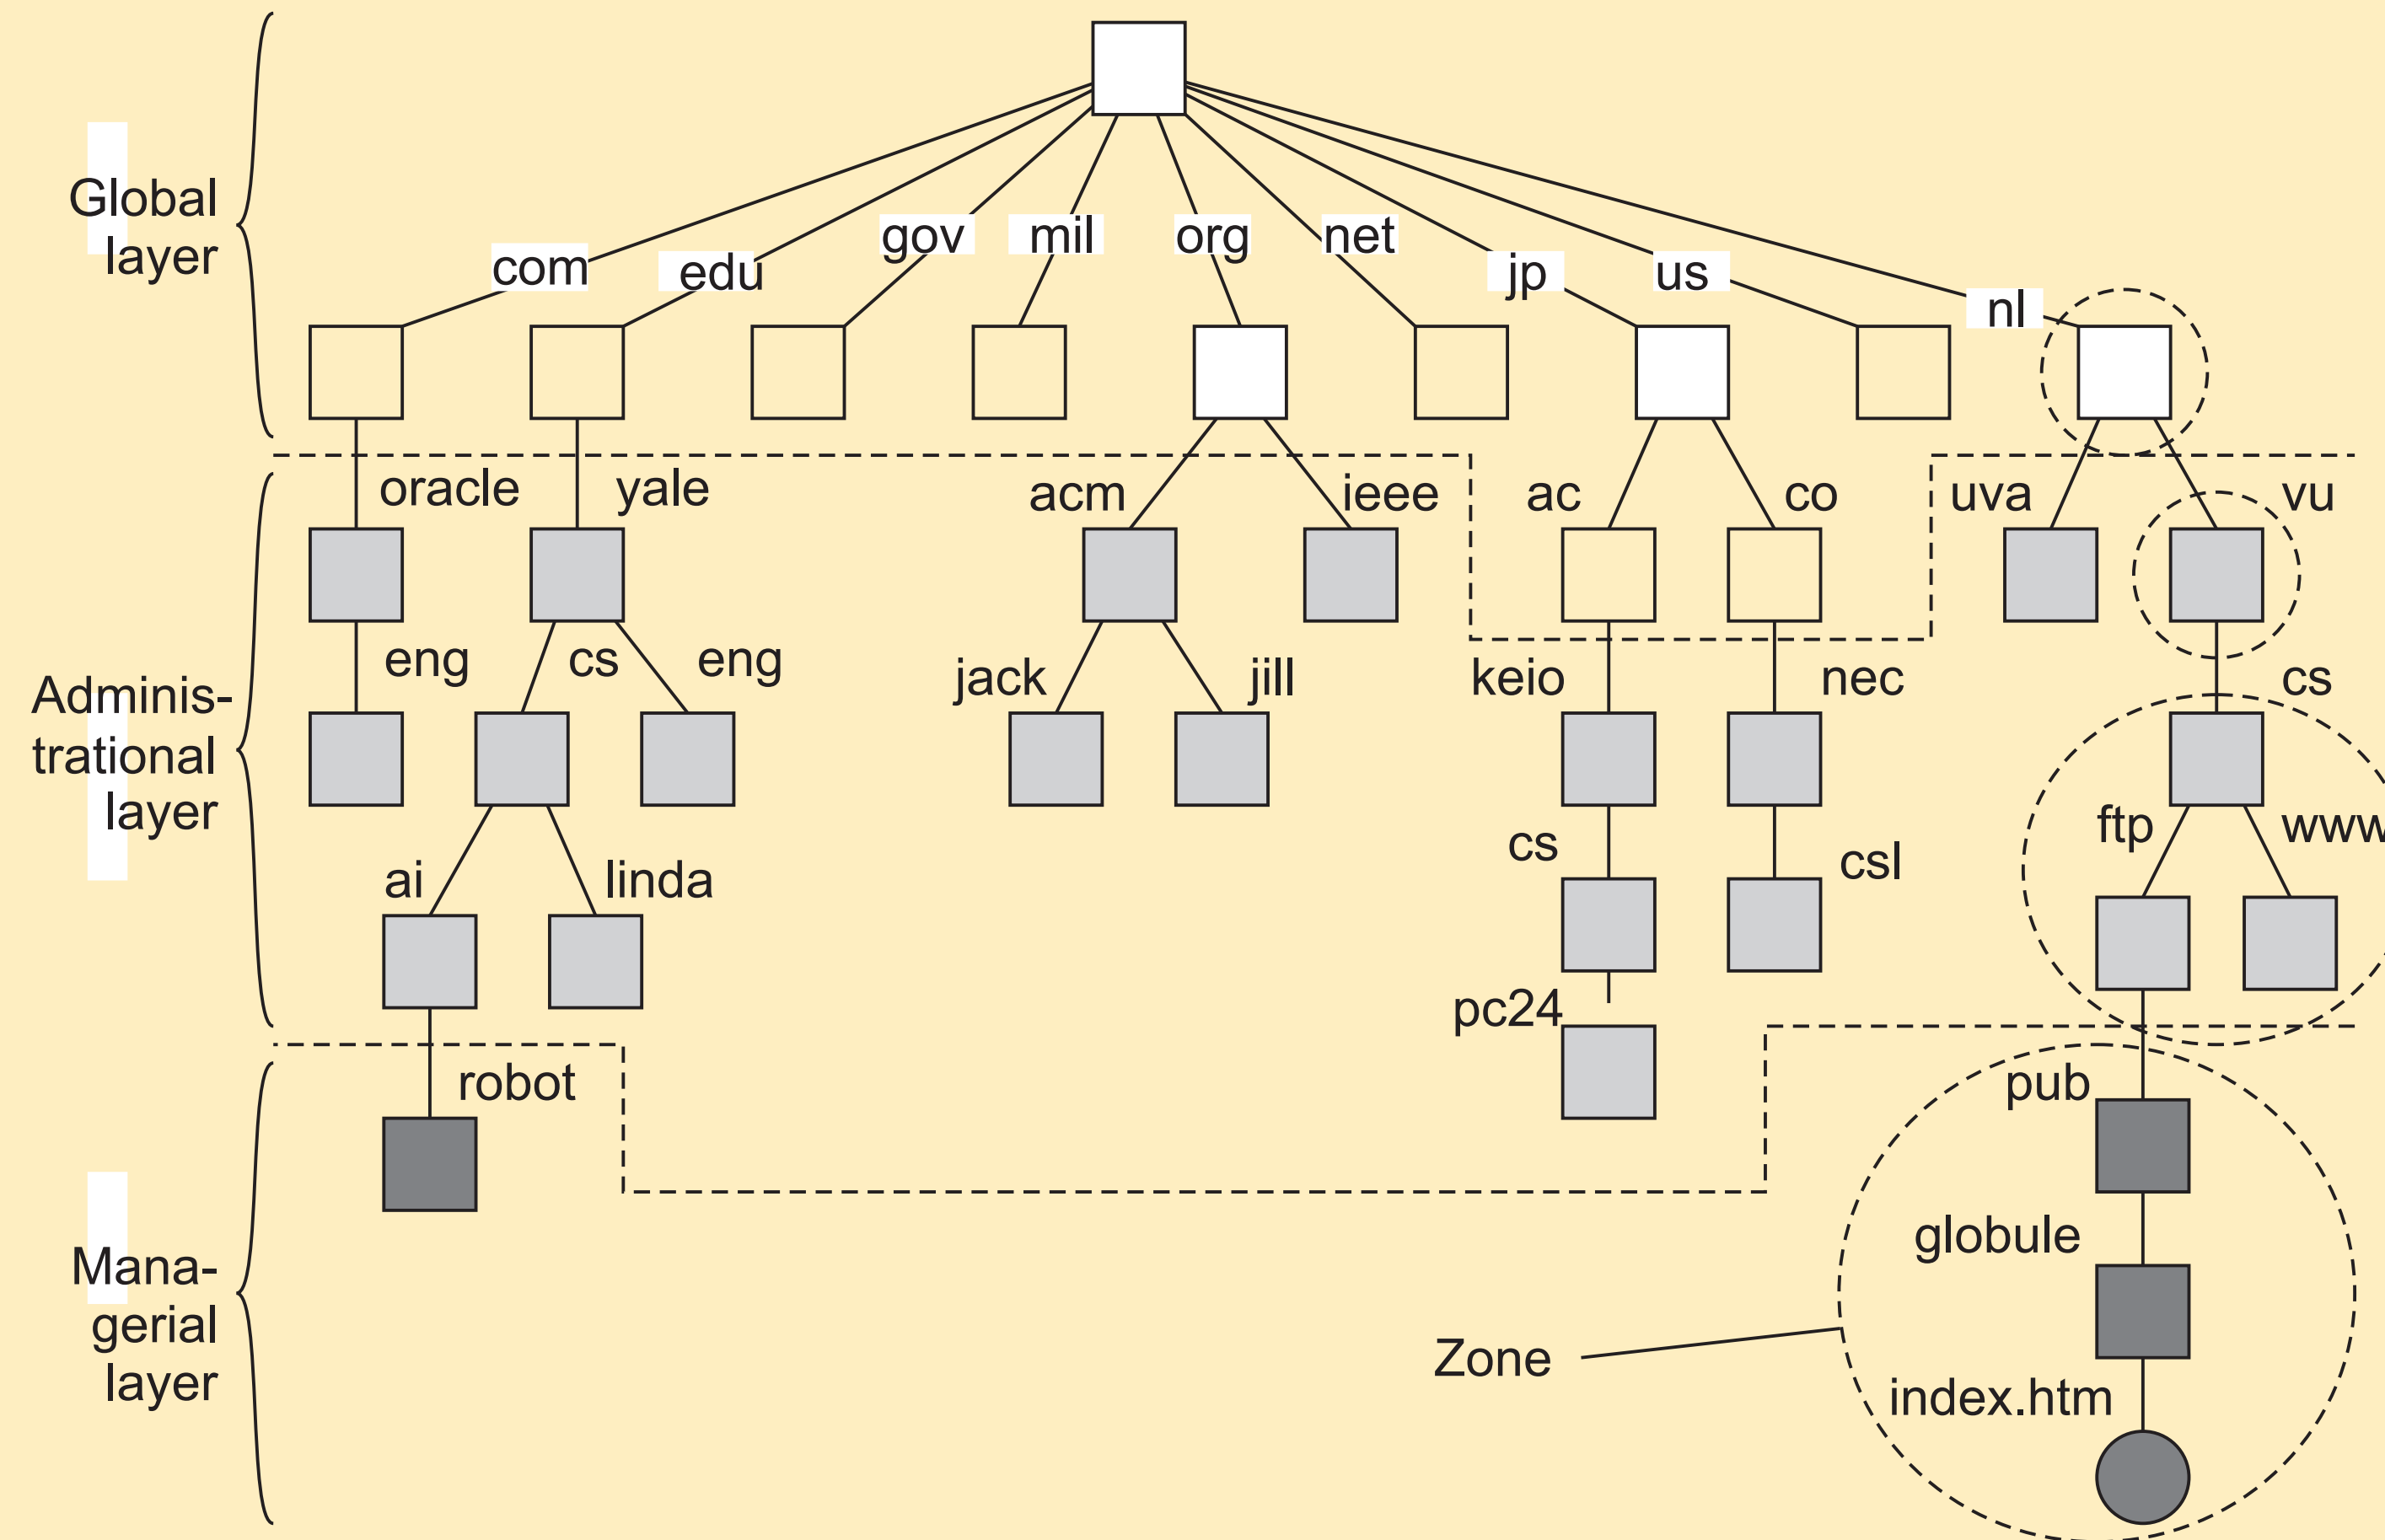 Global
layer
com
edu
gov
mil
org
net
jp
us
nl
oracle
yale
acm
ieee
ac
co
uva
vu
Adminis-
trational
layer
eng
cs
eng
jack
jill
keio
nec
cs
ai
linda
cs
csl
ftp
www
pc24
robot
pub
Mana-
gerial
layer
globule
Zone
index.htm